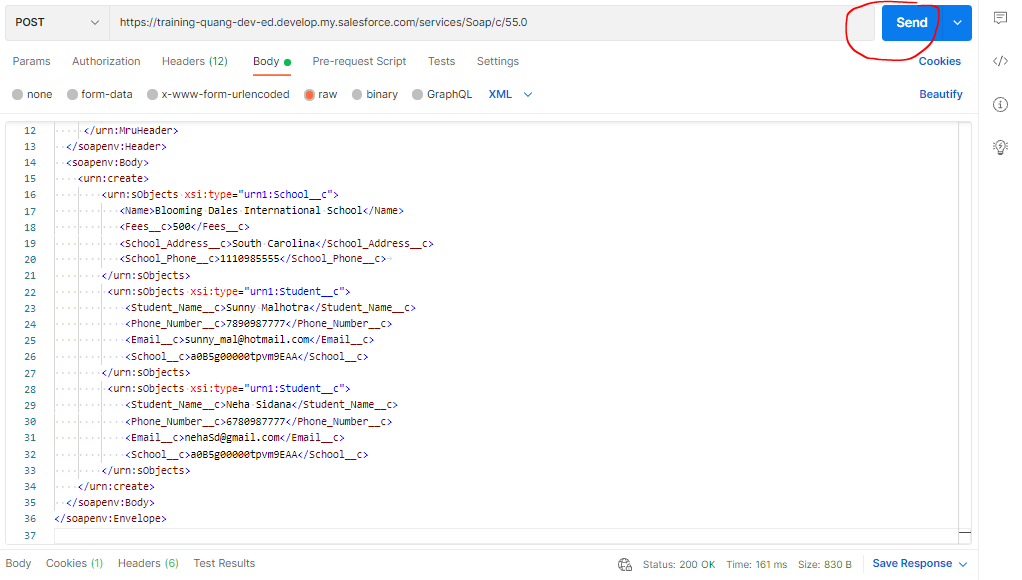 POST https://training-quang-dev-ed.develop.my.salesforce.com/services/Soap/c/55.0 Send
Params Authorization Headers (12) Body Pre-request Script Tests Settings Cookies
none form-data x-www-form-urlencoded raw binary GraphQL XML Beautify
12 </urn:MruHeader>
13 </soapenv:Header>
14 <soapenv:Body>
15 <urn:create>
16 <urn:sObjects xsi:type="urn1:School__c">
17 <Name>Blooming Dales International School</Name>
18 <Fees__c>500</Fees__c>
19 <School_Address__c>South Carolina</School_Address__c>
20 <School_Phone__c>1110985555</School_Phone__c>
21 </urn:sObjects>
22 <urn:sObjects xsi:type="urn1:Student__c">
23 <Student_Name__c>Sunny Malhotra</Student_Name__c>
24 <Phone_Number__c>7890987777</Phone_Number__c>
25 <Email__c>sunny_mal@hotmail.com</Email__c>
26 <School__c>a0B5g00000tpvm9EAA</School__c>
27 </urn:sObjects>
28 <urn:sObjects xsi:type="urn1:Student__c">
29 <Student_Name__c>Neha Sidana</Student_Name__c>
30 <Phone_Number__c>6780987777</Phone_Number__c>
31 <Email__c>nehaSd@gmail.com</Email__c>
32 <School__c>a0B5g00000tpvm9EAA</School__c>
33 </urn:sObjects>
34 </urn:create>
35 </soapenv:Body>
36 </soapenv:Envelope>
37
Body Cookies (1) Headers (6) Test Results Status: 200 OK Time: 161 ms Size: 830 B Save Response